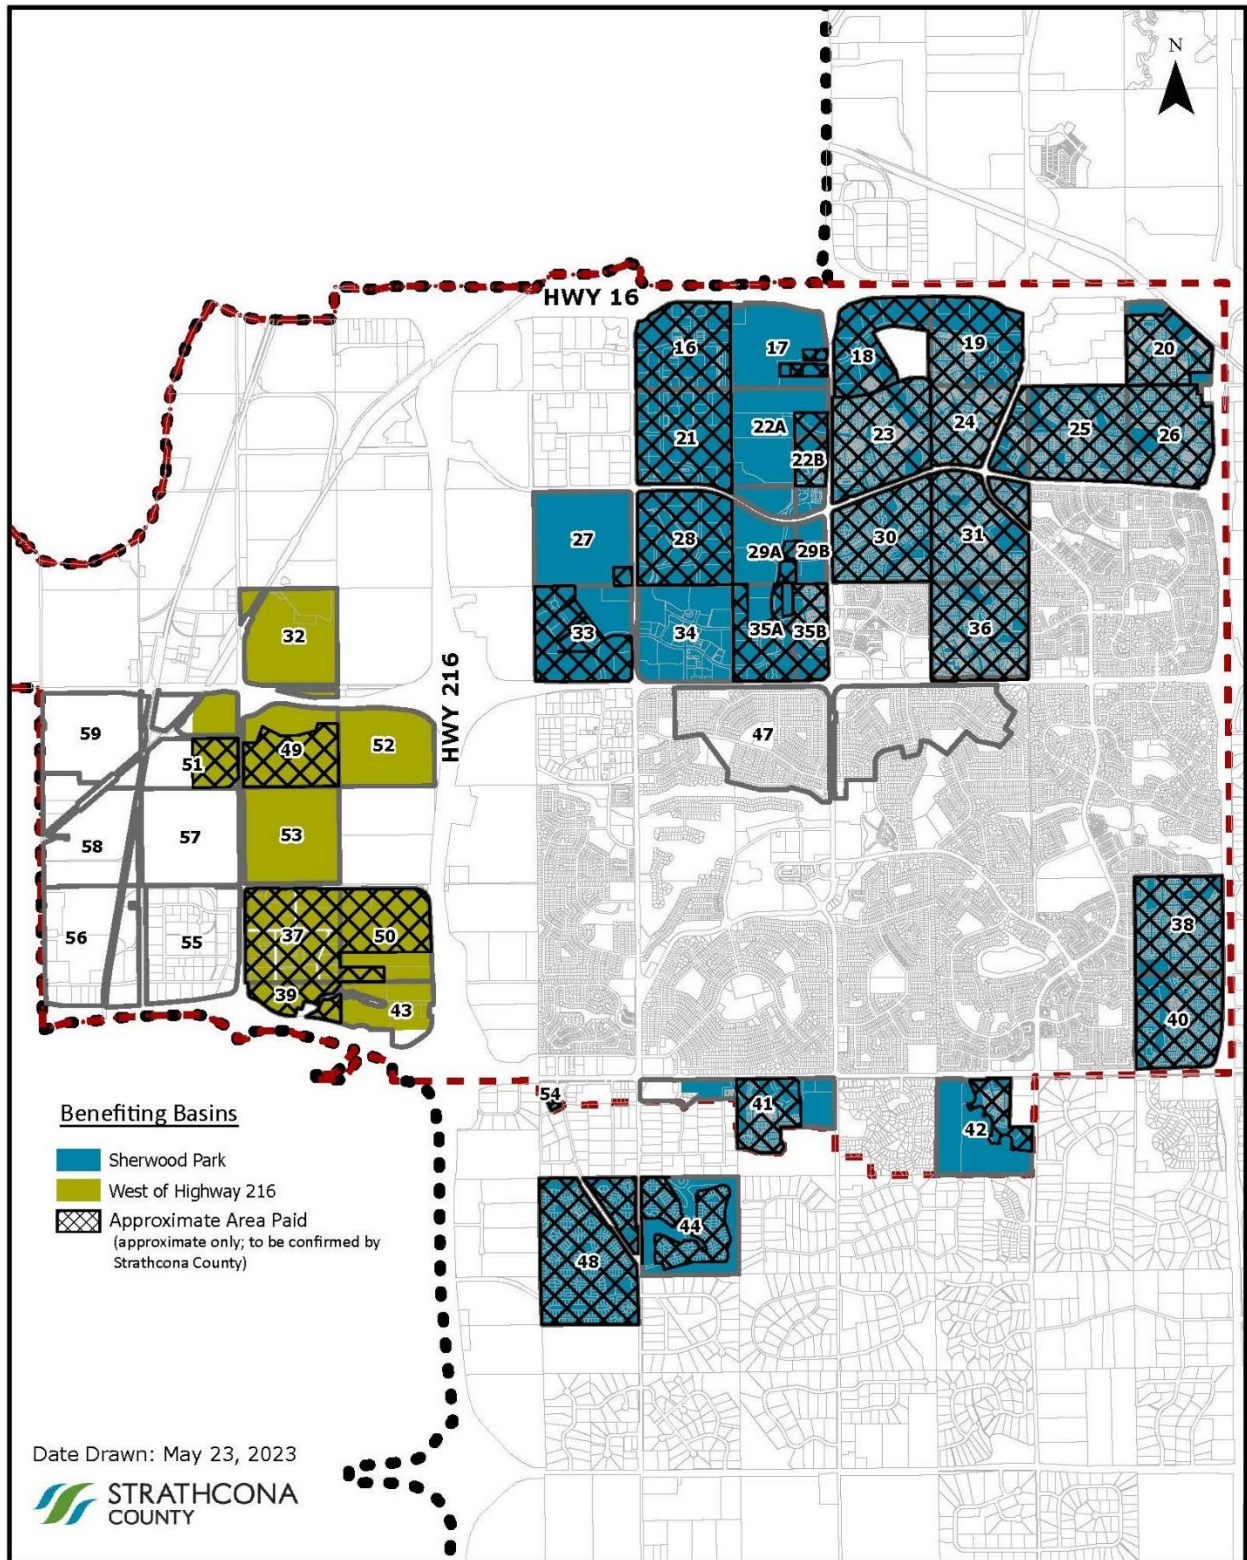 N
HWY 16
16
17
18
19
20
21
22A
22B
23
24
25
26
27
28
29A
29B
30
31
32
33
34
35A
35B
36
HWY 216
59
51
49
52
47
58
57
53
56
55
37
50
39
43
38
40
54
41
42
44
48
Benefiting Basins
Sherwood Park
West of Highway 216
Approximate Area Paid
(approximate only; to be confirmed by
Strathcona County)
Date Drawn: May 23, 2023
STRATHCONA
COUNTY